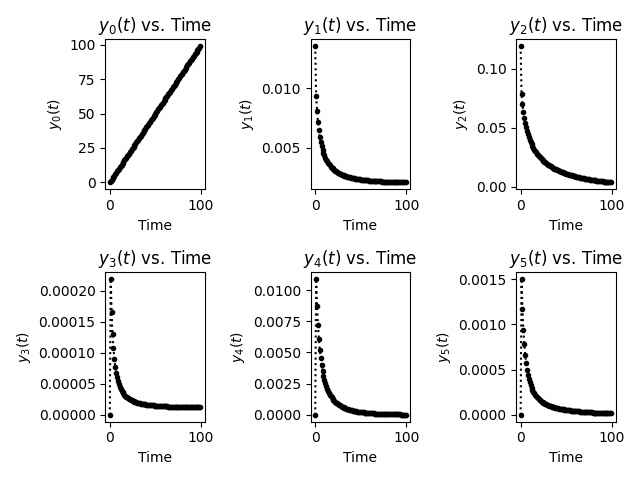 y₀(t) vs. Time
100
75
50
25
0
y₀(t)
0
100
Time
y₁(t) vs. Time
0.010
0.005
y₁(t)
0
100
Time
y₂(t) vs. Time
0.10
0.05
0.00
y₂(t)
0
100
Time
y₃(t) vs. Time
0.00020
0.00015
0.00010
0.00005
0.00000
y₃(t)
0
100
Time
y₄(t) vs. Time
0.0100
0.0075
0.0050
0.0025
0.0000
y₄(t)
0
100
Time
y₅(t) vs. Time
0.0015
0.0010
0.0005
0.0000
y₅(t)
0
100
Time